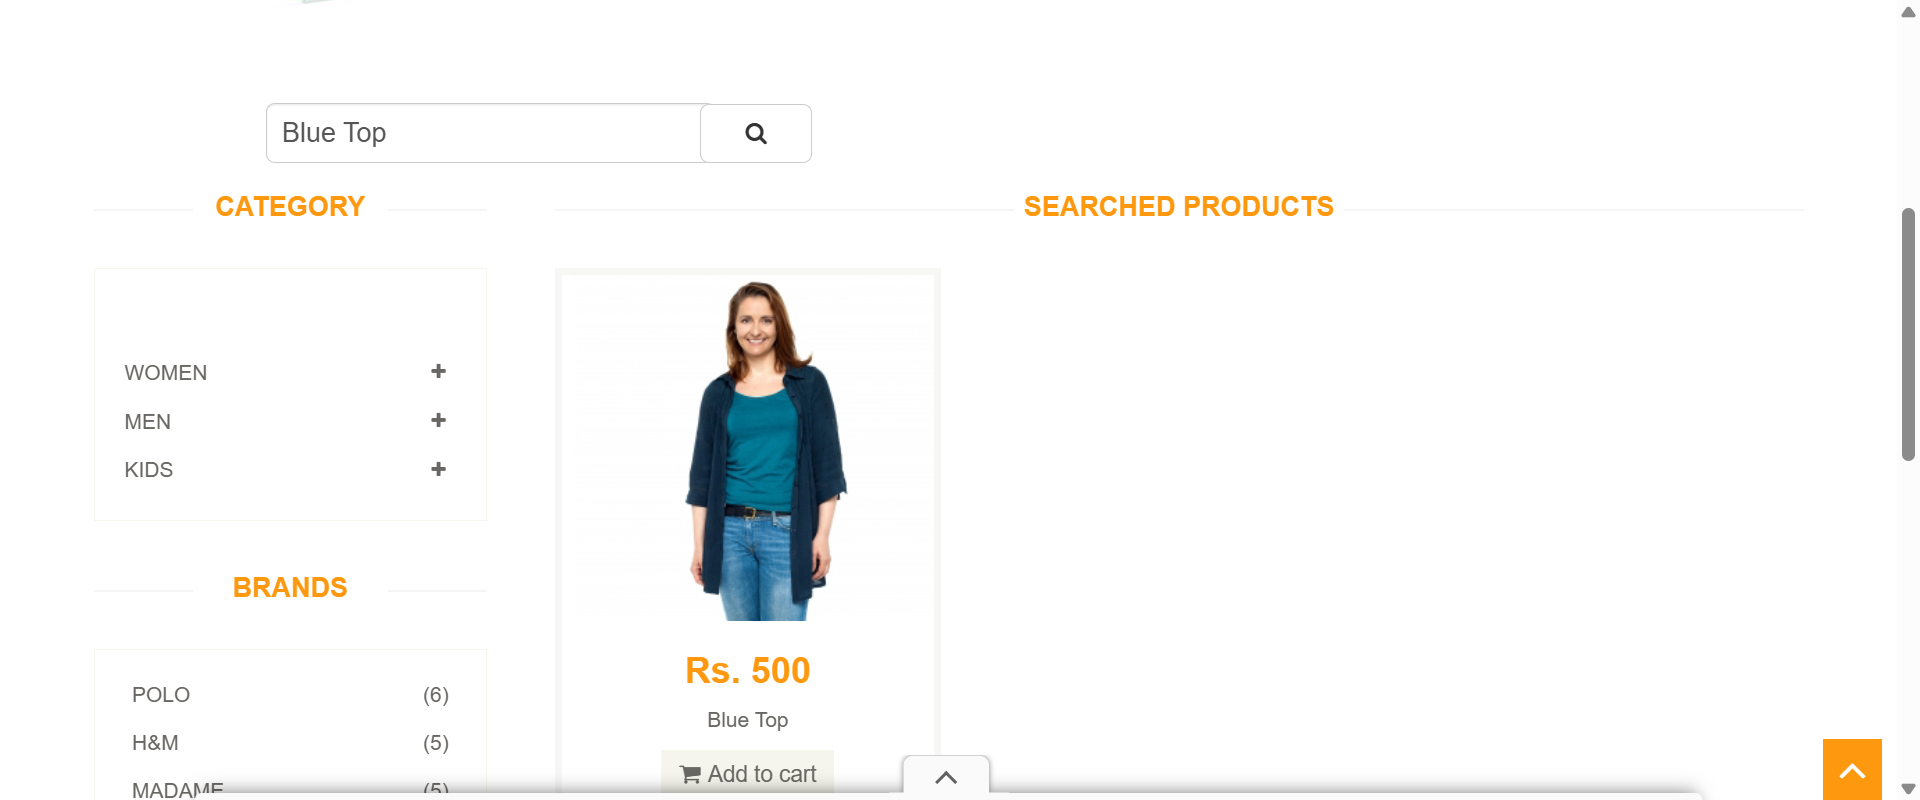 Blue Top
CATEGORY
SEARCHED PRODUCTS
WOMEN
MEN
KIDS
BRANDS
POLO (6)
H&M (5)
MADAME (5)
Rs. 500
Blue Top
Add to cart